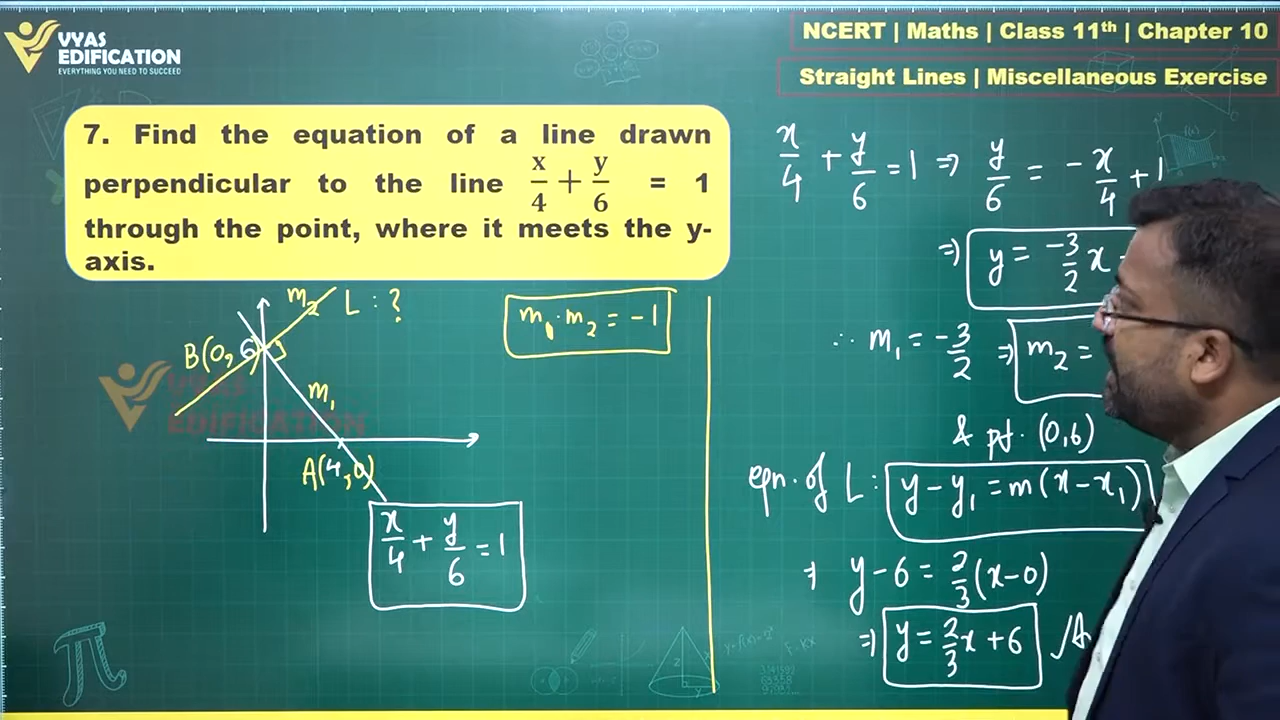 VYAS
EDIFICATION
EVERYTHING YOU NEED TO SUCCEED
NCERT | Maths | Class 11th | Chapter 10
Straight Lines | Miscellaneous Exercise
7. Find the equation of a line drawn
perpendicular to the line x/4 + y/6 = 1
through the point, where it meets the y-
axis.
m₂ L : ?
B(0, 6)
m₁
A(4, 0)
x/4 + y/6 = 1
m₁ · m₂ = -1
x/4 + y/6 = 1 ⇒ y/6 = -x/4 + 1
⇒ y = -3/2 x
∴ m₁ = -3/2 ⇒ m₂ =
& pt. (0,6)
eqn. of L : y - y₁ = m(x - x₁)
⇒ y - 6 = 2/3 (x - 0)
⇒ y = 2/3 x + 6
VYAS
EDIFICATION